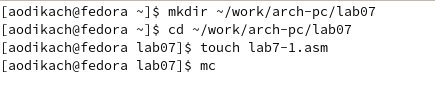 [aodikach@fedora ~]$ mkdir ~/work/arch-pc/lab07
[aodikach@fedora ~]$ cd ~/work/arch-pc/lab07
[aodikach@fedora lab07]$ touch lab7-1.asm
[aodikach@fedora lab07]$ mc